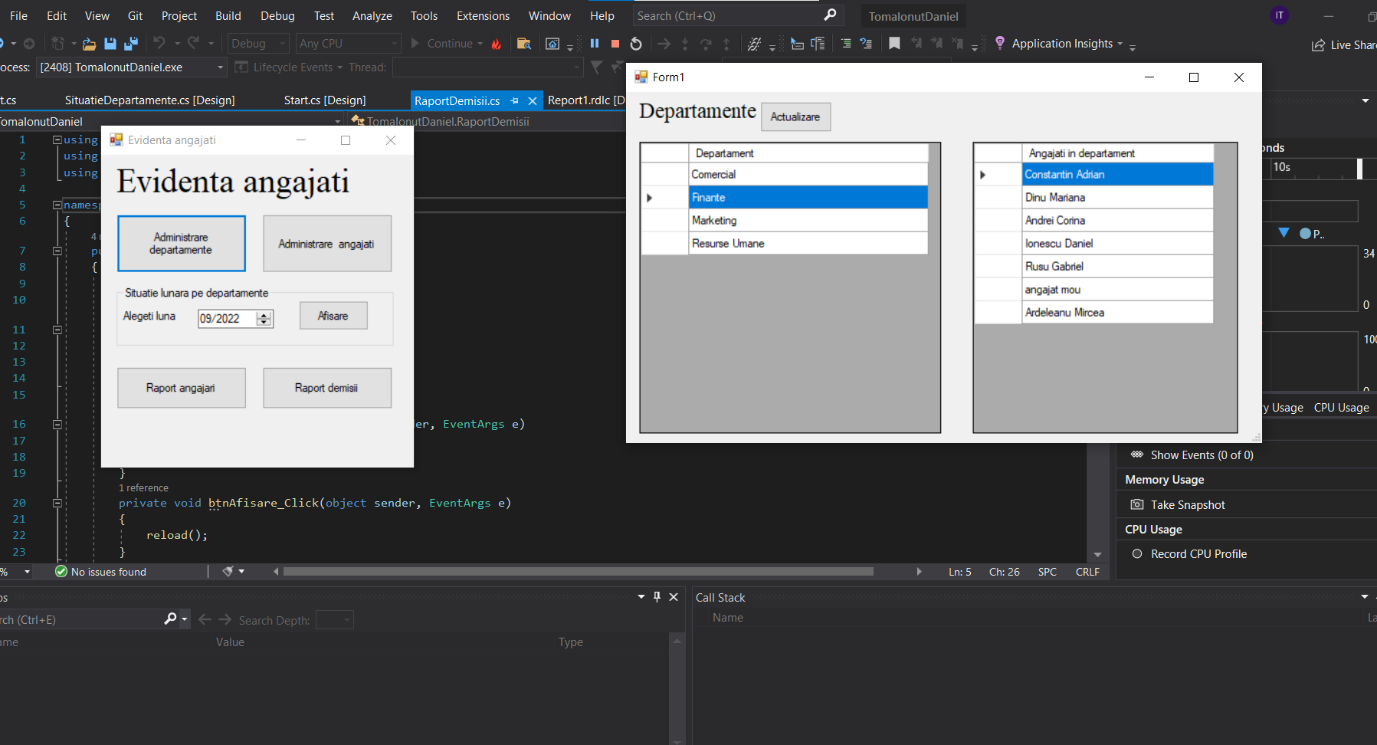 File Edit View Git Project Build Debug Test Analyze Tools Extensions Window Help Search (Ctrl+Q) TomaIonutDaniel IT
Debug Any CPU Continue Application Insights Live Share
ocess: [2408] TomaIonutDaniel.exe Lifecycle Events Thread:
t.cs SituatieDepartamente.cs [Design] Start.cs [Design] RaportDemisii.cs Report1.rdlc [D
omaIonutDaniel TomaIonutDaniel.RaportDemisii
1 using
2 using
3 using
4
5 namesp
6 {
7 pu
8 {
9
10
11
12
13
14
15
16 er, EventArgs e)
17
18
19 }
1 reference
20 private void btnAfisare_Click(object sender, EventArgs e)
21 {
22 reload();
23 }
Evidenta angajati
Evidenta angajati
Administrare departamente
Administrare angajati
Situatie lunara pe departamente
Alegeti luna 09/2022 Afisare
Raport angajari Raport demisii
Form1
Departamente Actualizare
Departament
Comercial
Finante
Marketing
Resurse Umane
Angajati in departament
Constantin Adrian
Dinu Mariana
Andrei Corina
Ionescu Daniel
Rusu Gabriel
angajat mou
Ardeleanu Mircea
onds
10s
P..
34
0
100
0
ry Usage CPU Usage
Show Events (0 of 0)
Memory Usage
Take Snapshot
CPU Usage
Record CPU Profile
% No issues found Ln: 5 Ch: 26 SPC CRLF
os
rch (Ctrl+E) Search Depth:
ame Value Type
Call Stack
Name La